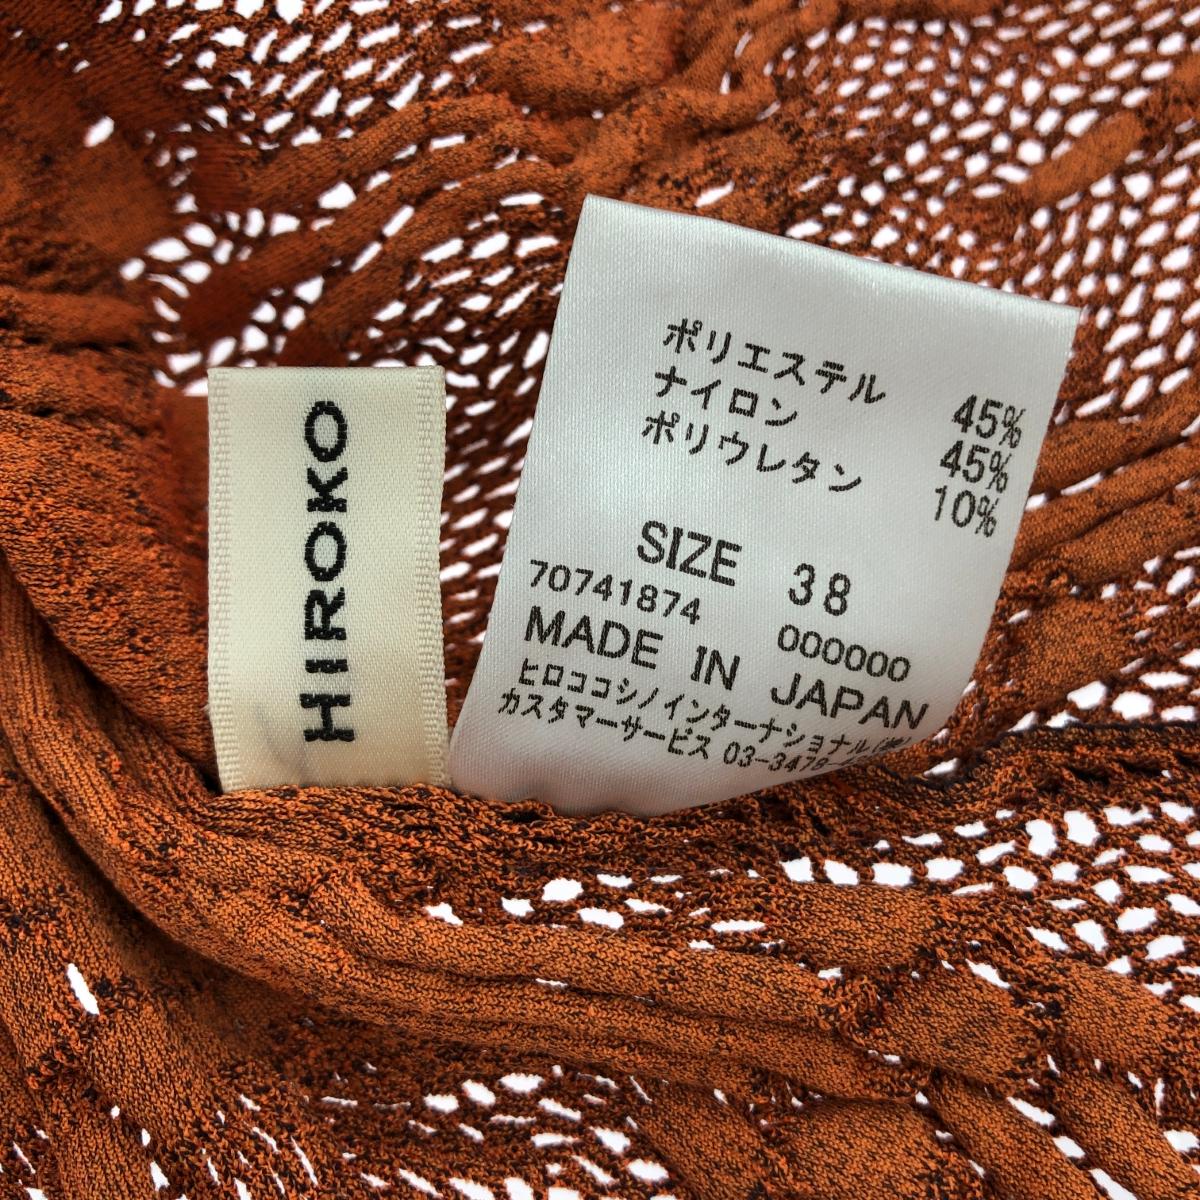 HIROKO
ポリエステル 45%
ナイロン 45%
ポリウレタン 10%
SIZE 38
70741874 000000
MADE IN JAPAN
ヒロココシノインターナショナル(株)
カスタマーサービス